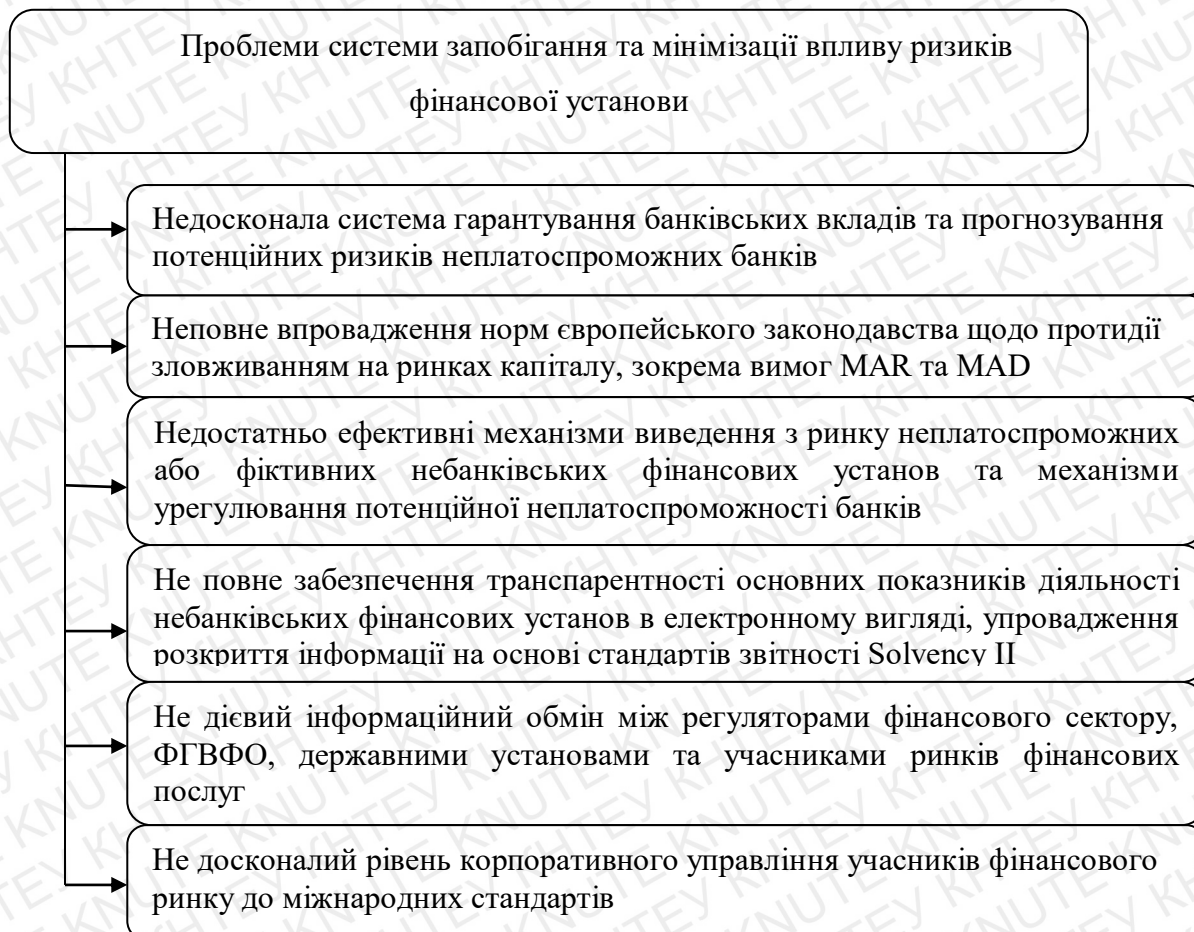 Проблеми системи запобігання та мінімізації впливу ризиків
фінансової установи
Недосконала система гарантування банківських вкладів та прогнозування
потенційних ризиків неплатоспроможних банків
Неповне впровадження норм європейського законодавства щодо протидії
зловживанням на ринках капіталу, зокрема вимог MAR та MAD
Недостатньо ефективні механізми виведення з ринку неплатоспроможних
або фіктивних небанківських фінансових установ та механізми
урегулювання потенційної неплатоспроможності банків
Не повне забезпечення транспарентності основних показників діяльності
небанківських фінансових установ в електронному вигляді, упровадження
розкриття інформації на основі стандартів звітності Solvency II
Не дієвий інформаційний обмін між регуляторами фінансового сектору,
ФГВФО, державними установами та учасниками ринків фінансових
послуг
Не досконалий рівень корпоративного управління учасників фінансового
ринку до міжнародних стандартів